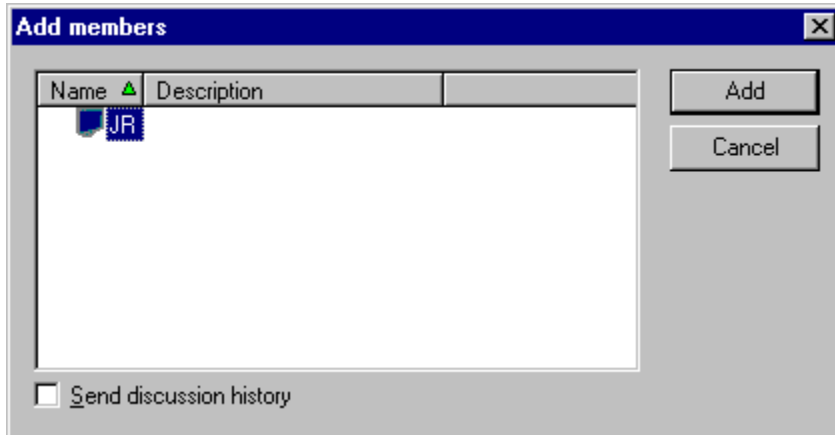 Add members
Name Description
JR
Add
Cancel
Send discussion history